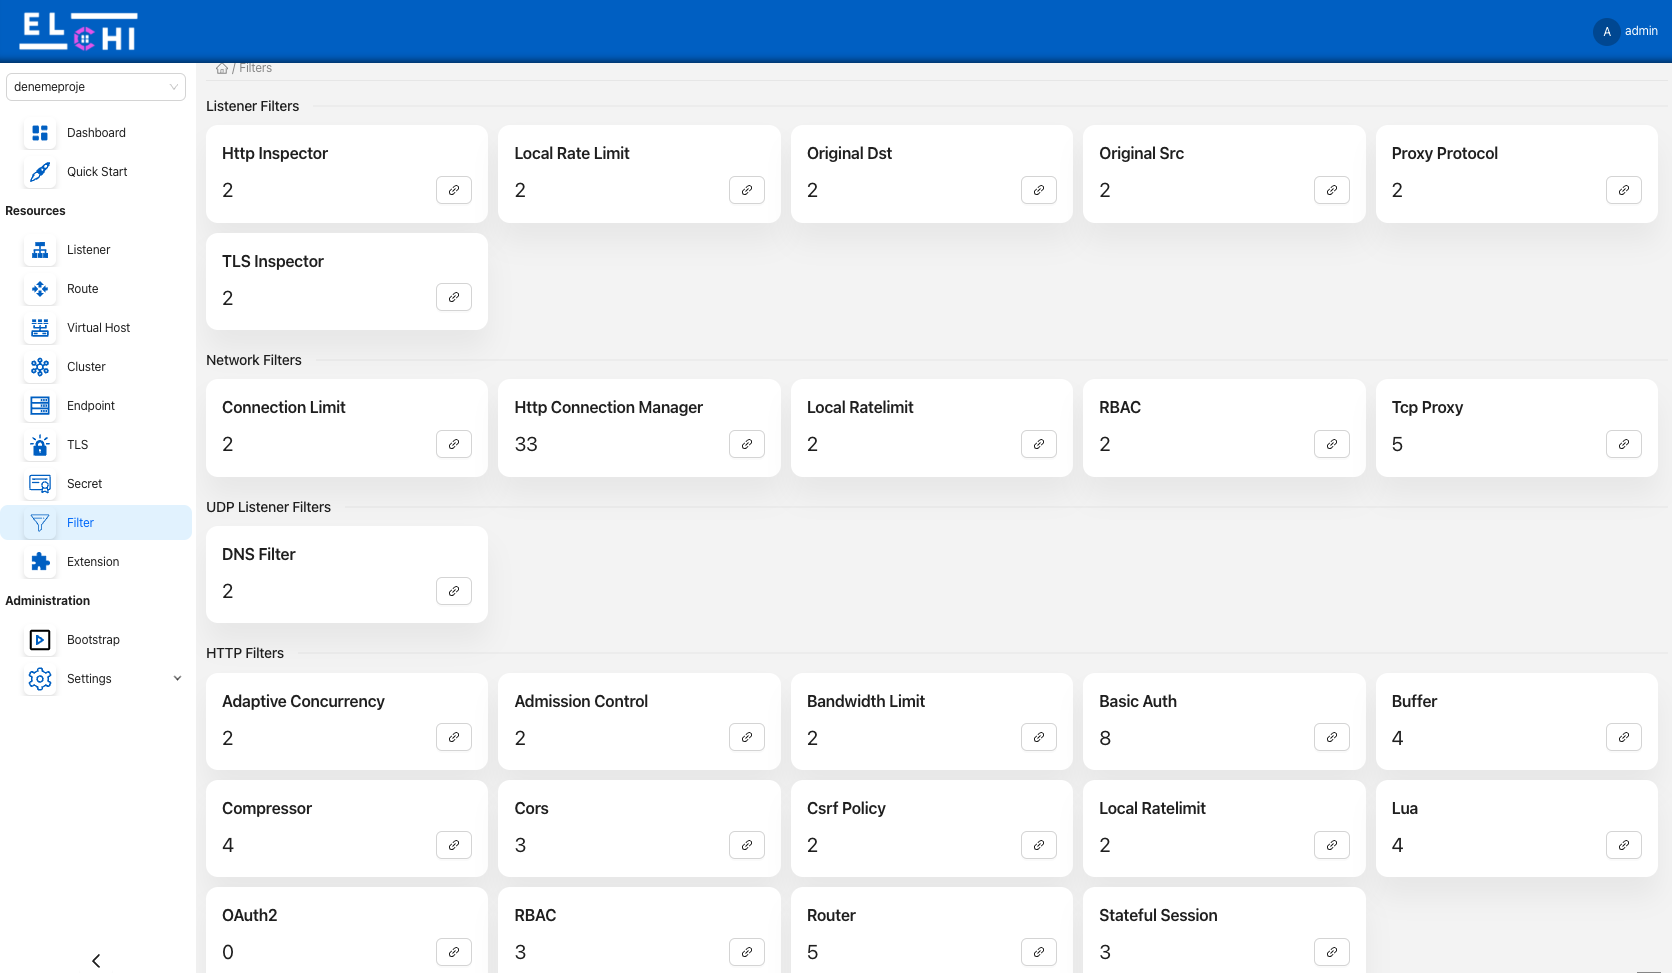 ELCHI
A admin
denemeproje
Dashboard
Quick Start
Resources
Listener
Route
Virtual Host
Cluster
Endpoint
TLS
Secret
Filter
Extension
Administration
Bootstrap
Settings
/ Filters
Listener Filters
Http Inspector
2
Local Rate Limit
2
Original Dst
2
Original Src
2
Proxy Protocol
2
TLS Inspector
2
Network Filters
Connection Limit
2
Http Connection Manager
33
Local Ratelimit
2
RBAC
2
Tcp Proxy
5
UDP Listener Filters
DNS Filter
2
HTTP Filters
Adaptive Concurrency
2
Admission Control
2
Bandwidth Limit
2
Basic Auth
8
Buffer
4
Compressor
4
Cors
3
Csrf Policy
2
Local Ratelimit
2
Lua
4
OAuth2
0
RBAC
3
Router
5
Stateful Session
3